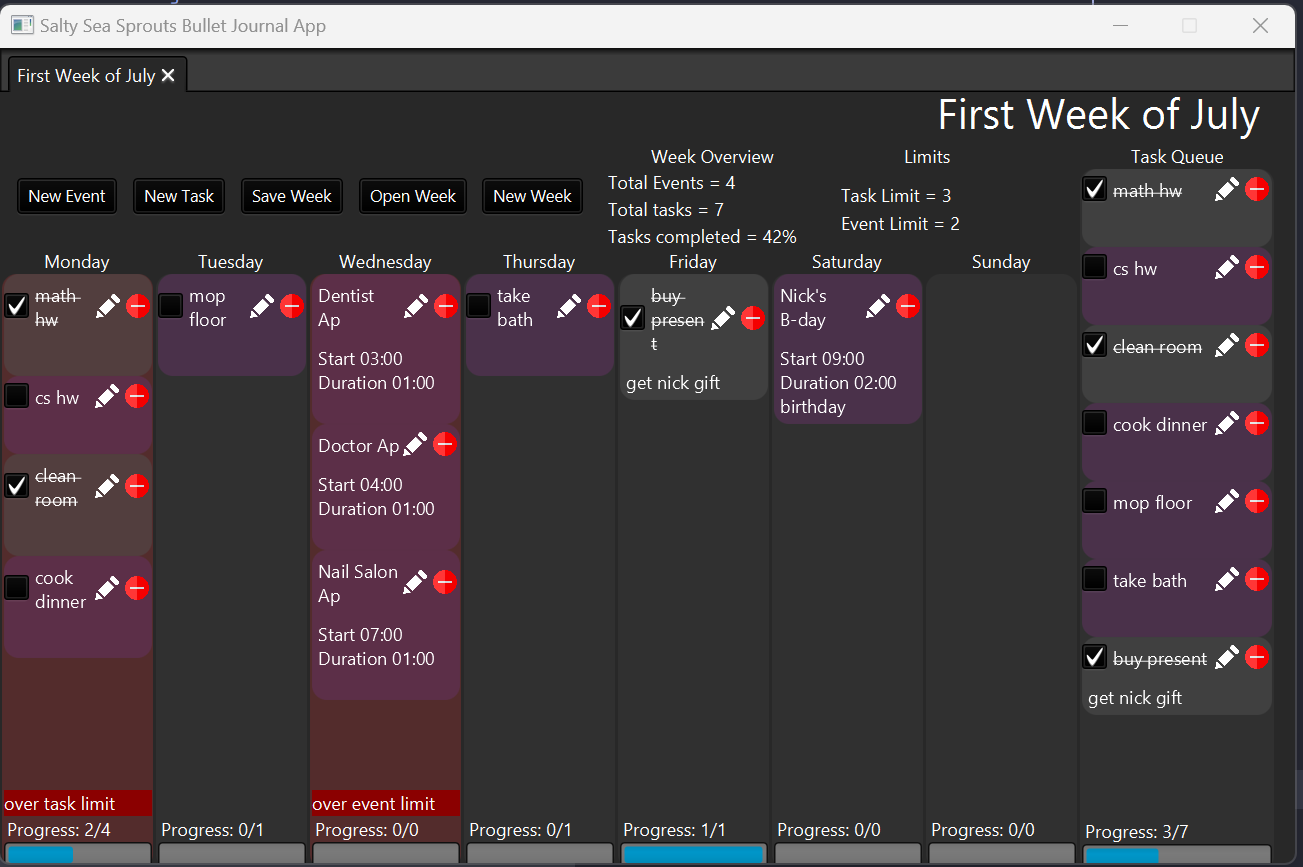 Salty Sea Sprouts Bullet Journal App
First Week of July
First Week of July
New Event
New Task
Save Week
Open Week
New Week
Week Overview
Total Events = 4
Total tasks = 7
Tasks completed = 42%
Limits
Task Limit = 3
Event Limit = 2
Monday
math
hw
cs hw
clean
room
cook
dinner
over task limit
Progress: 2/4
Tuesday
mop
floor
Progress: 0/1
Wednesday
Dentist
Ap
Start 03:00
Duration 01:00
Doctor Ap
Start 04:00
Duration 01:00
Nail Salon
Ap
Start 07:00
Duration 01:00
over event limit
Progress: 0/0
Thursday
take
bath
Progress: 0/1
Friday
buy
presen
t
get nick gift
Progress: 1/1
Saturday
Nick's
B-day
Start 09:00
Duration 02:00
birthday
Progress: 0/0
Sunday
Progress: 0/0
Task Queue
math hw
cs hw
clean room
cook dinner
mop floor
take bath
buy present
get nick gift
Progress: 3/7